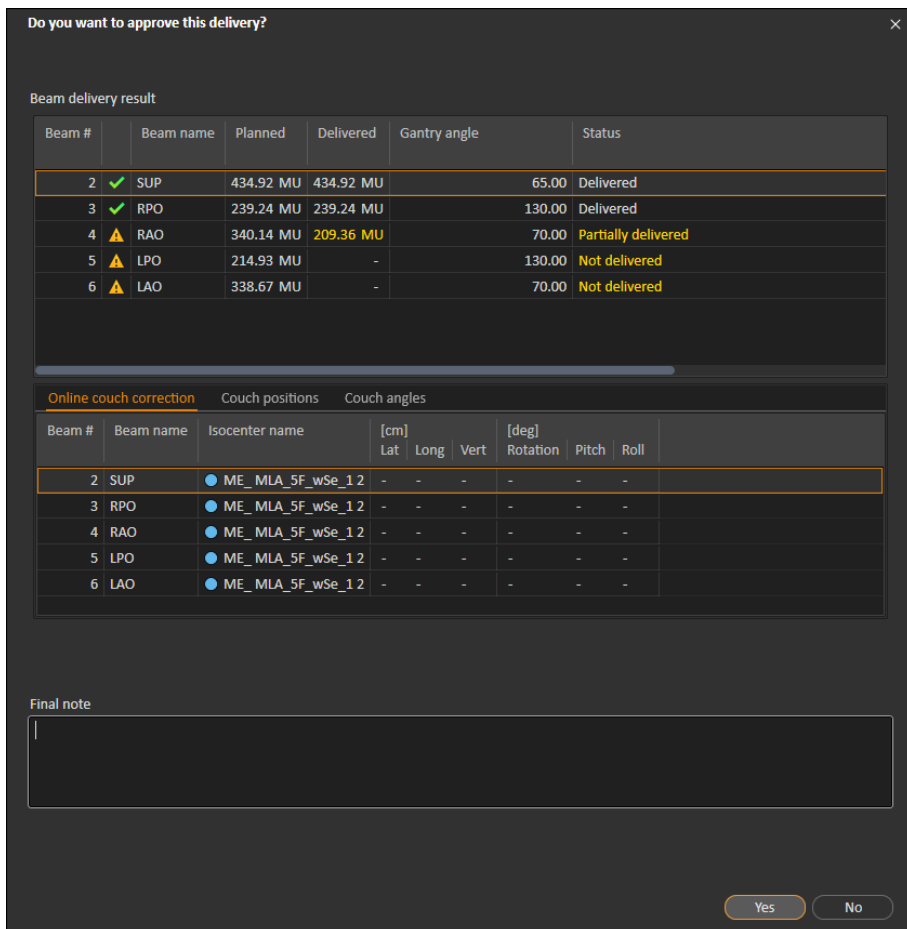 Do you want to approve this delivery?
Beam delivery result
Beam # Beam name Planned Delivered Gantry angle Status
2 SUP 434.92 MU 434.92 MU 65.00 Delivered
3 RPO 239.24 MU 239.24 MU 130.00 Delivered
4 RAO 340.14 MU 209.36 MU 70.00 Partially delivered
5 LPO 214.93 MU - 130.00 Not delivered
6 LAO 338.67 MU - 70.00 Not delivered
Online couch correction Couch positions Couch angles
Beam # Beam name Isocenter name [cm] [deg]
Lat Long Vert Rotation Pitch Roll
2 SUP ME_ MLA_5F_wSe_1 2 - - - - - -
3 RPO ME_ MLA_5F_wSe_1 2 - - - - - -
4 RAO ME_ MLA_5F_wSe_1 2 - - - - - -
5 LPO ME_ MLA_5F_wSe_1 2 - - - - - -
6 LAO ME_ MLA_5F_wSe_1 2 - - - - - -
Final note
Yes No